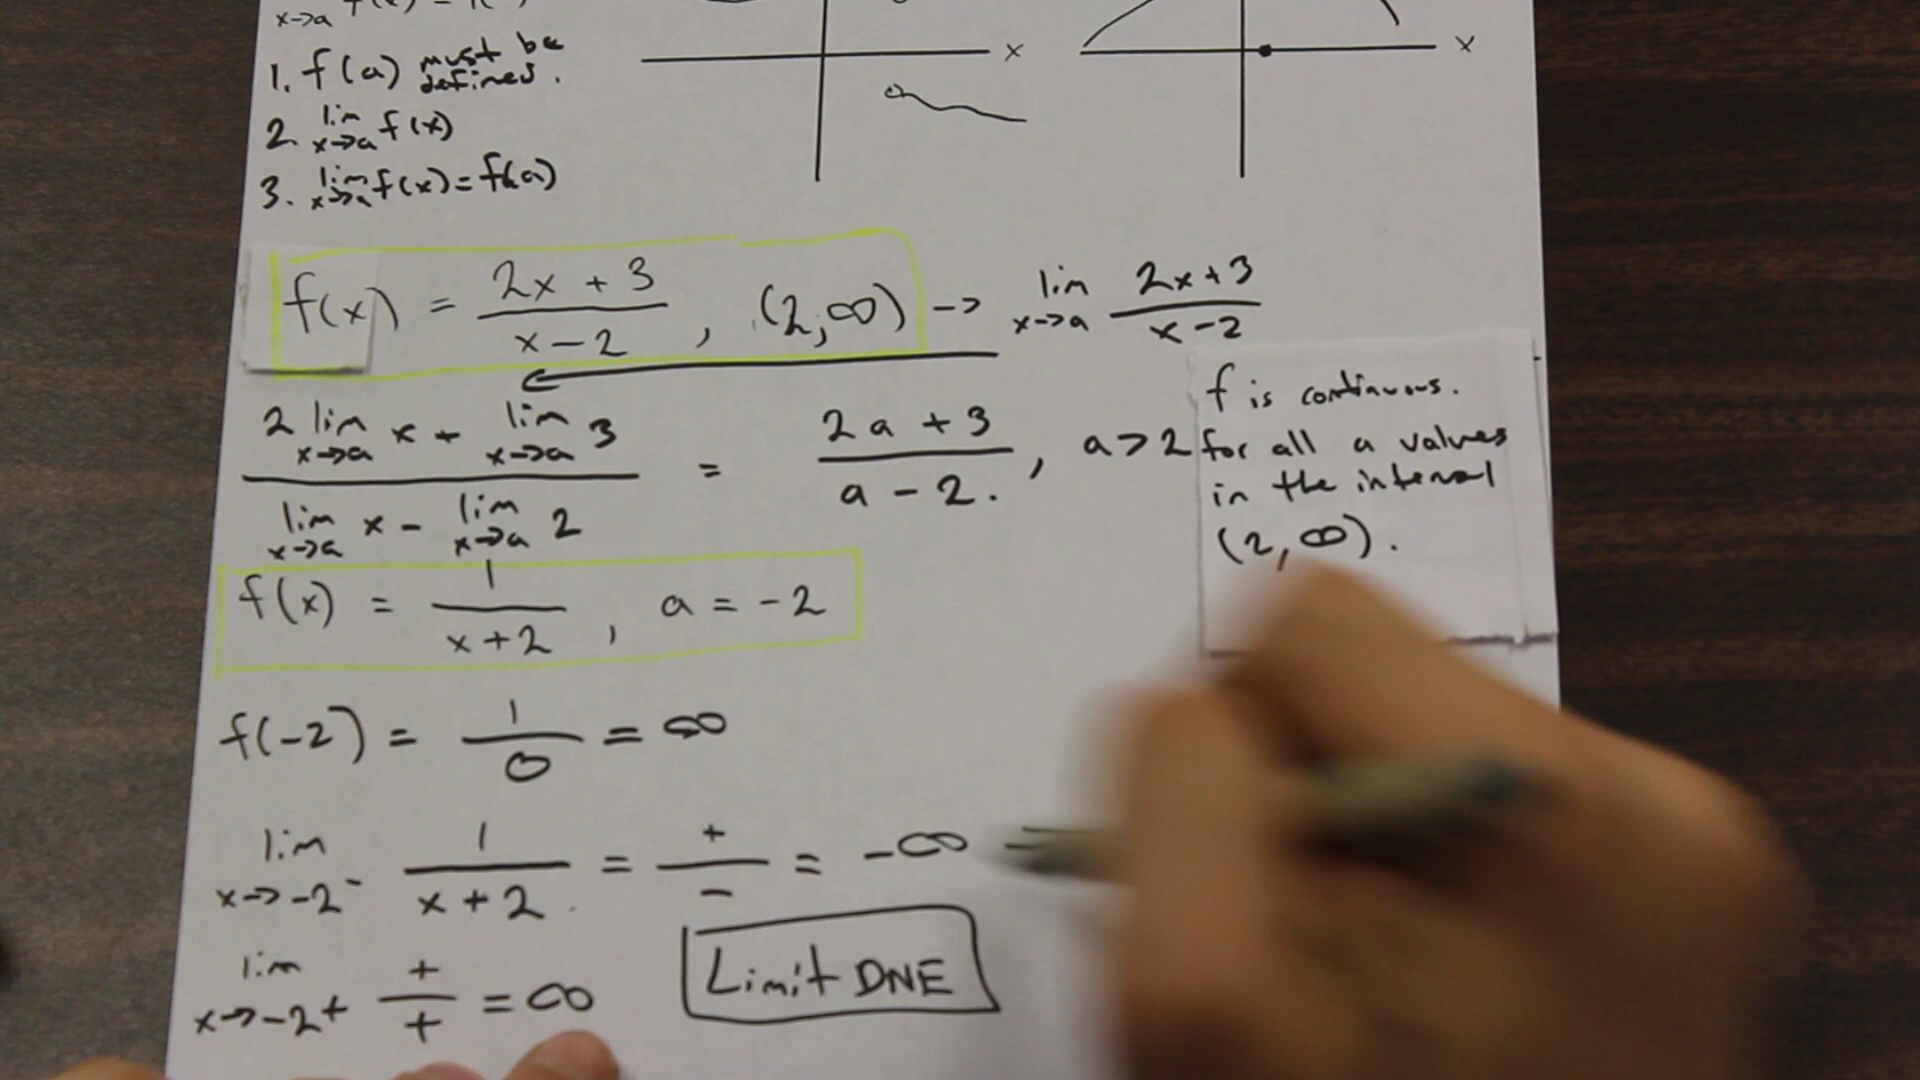 x→a
1. f(a) must be
defined.
2. lim x→a f(x)
3. lim x→a f(x) = f(a)
x
x
f(x) = (2x + 3)/(x - 2), (2,∞) → lim x→a (2x+3)/(x-2)
(2 lim x→a x + lim x→a 3)/(lim x→a x - lim x→a 2) = (2a + 3)/(a - 2.), a > 2
f is continuous.
for all a values
in the interval
(2,∞).
f(x) = 1/(x+2), a = -2
f(-2) = 1/0 = ∞
lim x→-2⁻ 1/(x+2) = +/- = -∞
lim x→-2+ +/+ = ∞
Limit DNE